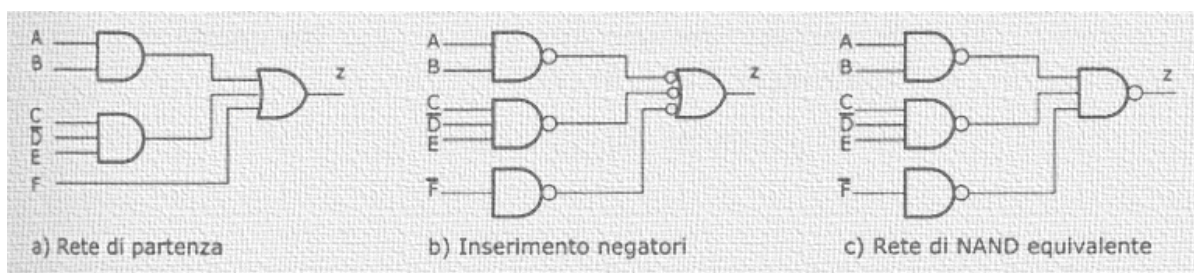 A
B
C
D̅
E
F
z
a) Rete di partenza
A
B
C
D̅
E
F̅
z
b) Inserimento negatori
A
B
C
D̅
E
F̅
z
c) Rete di NAND equivalente